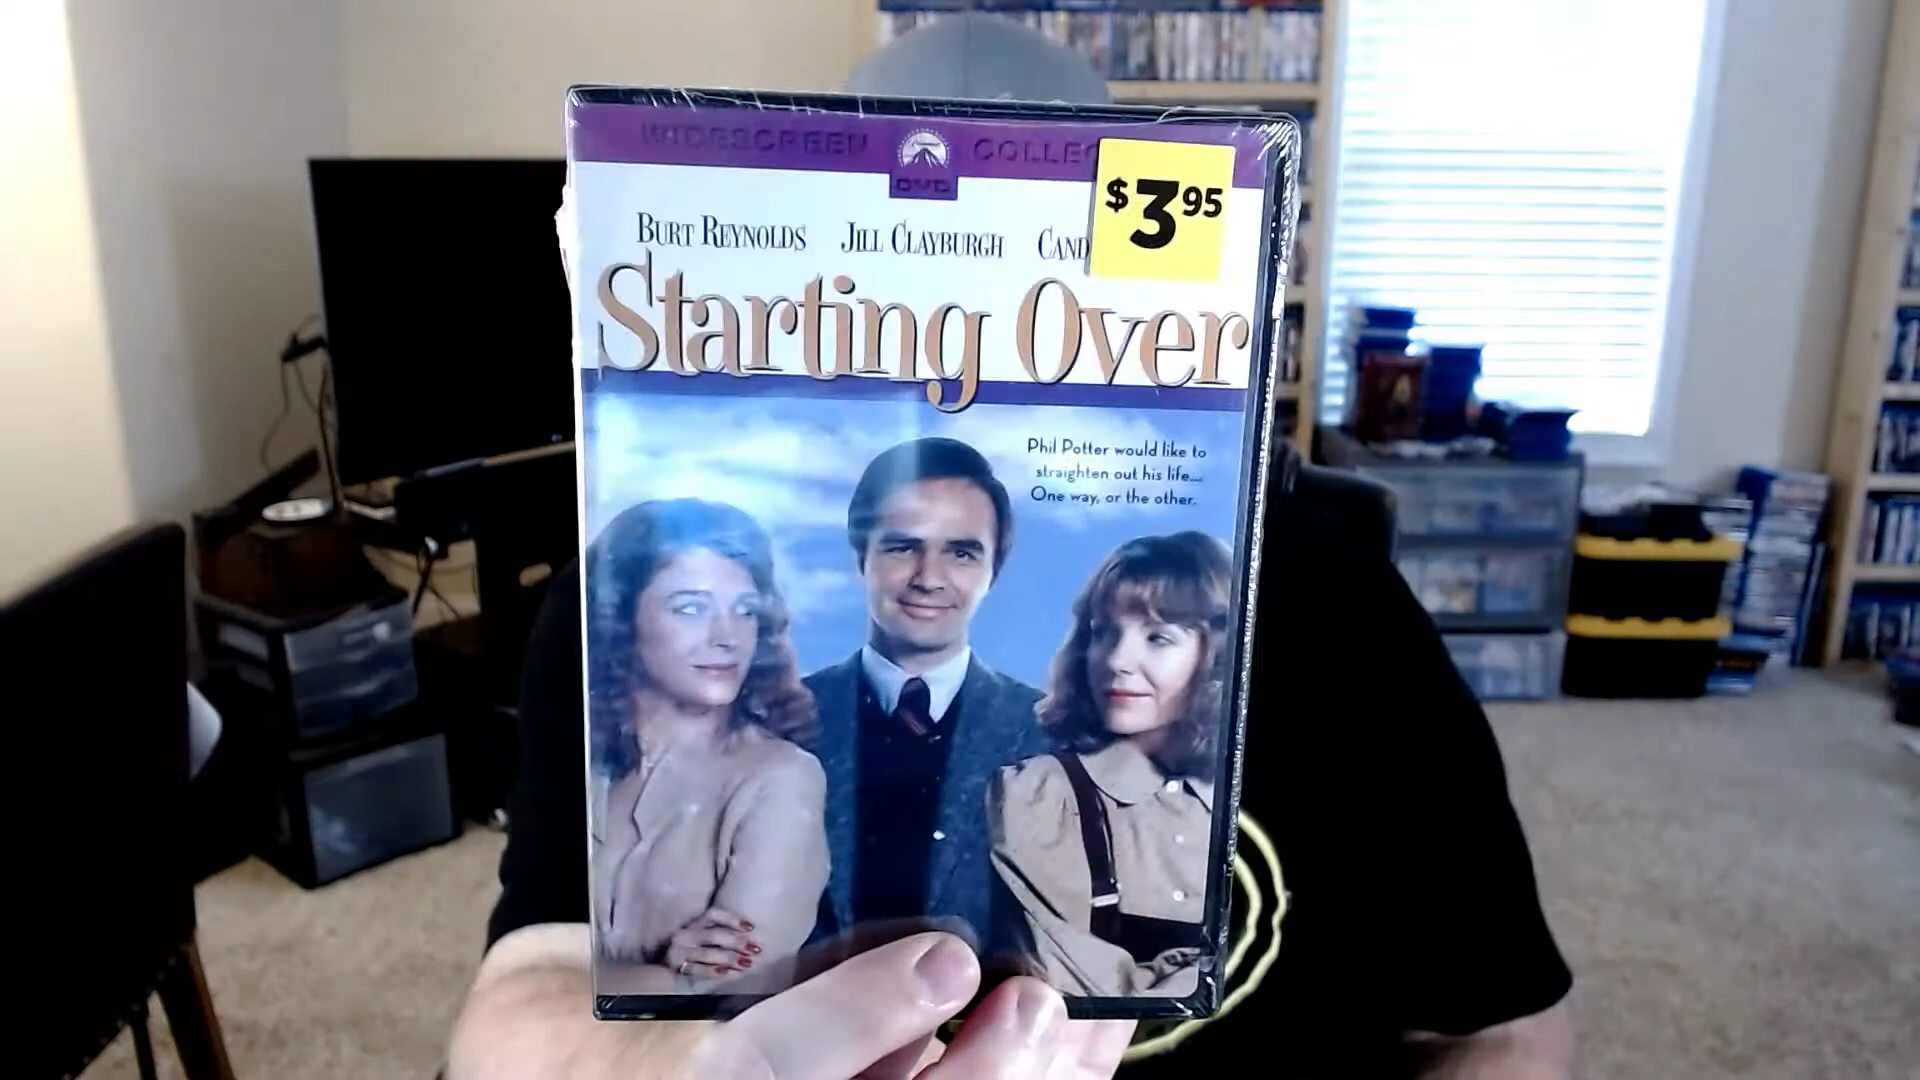 WIDESCREEN COLLEC
DVD
$3.95
BURT REYNOLDS JILL CLAYBURGH CAND
Starting Over
Phil Potter would like to
straighten out his life...
One way, or the other.